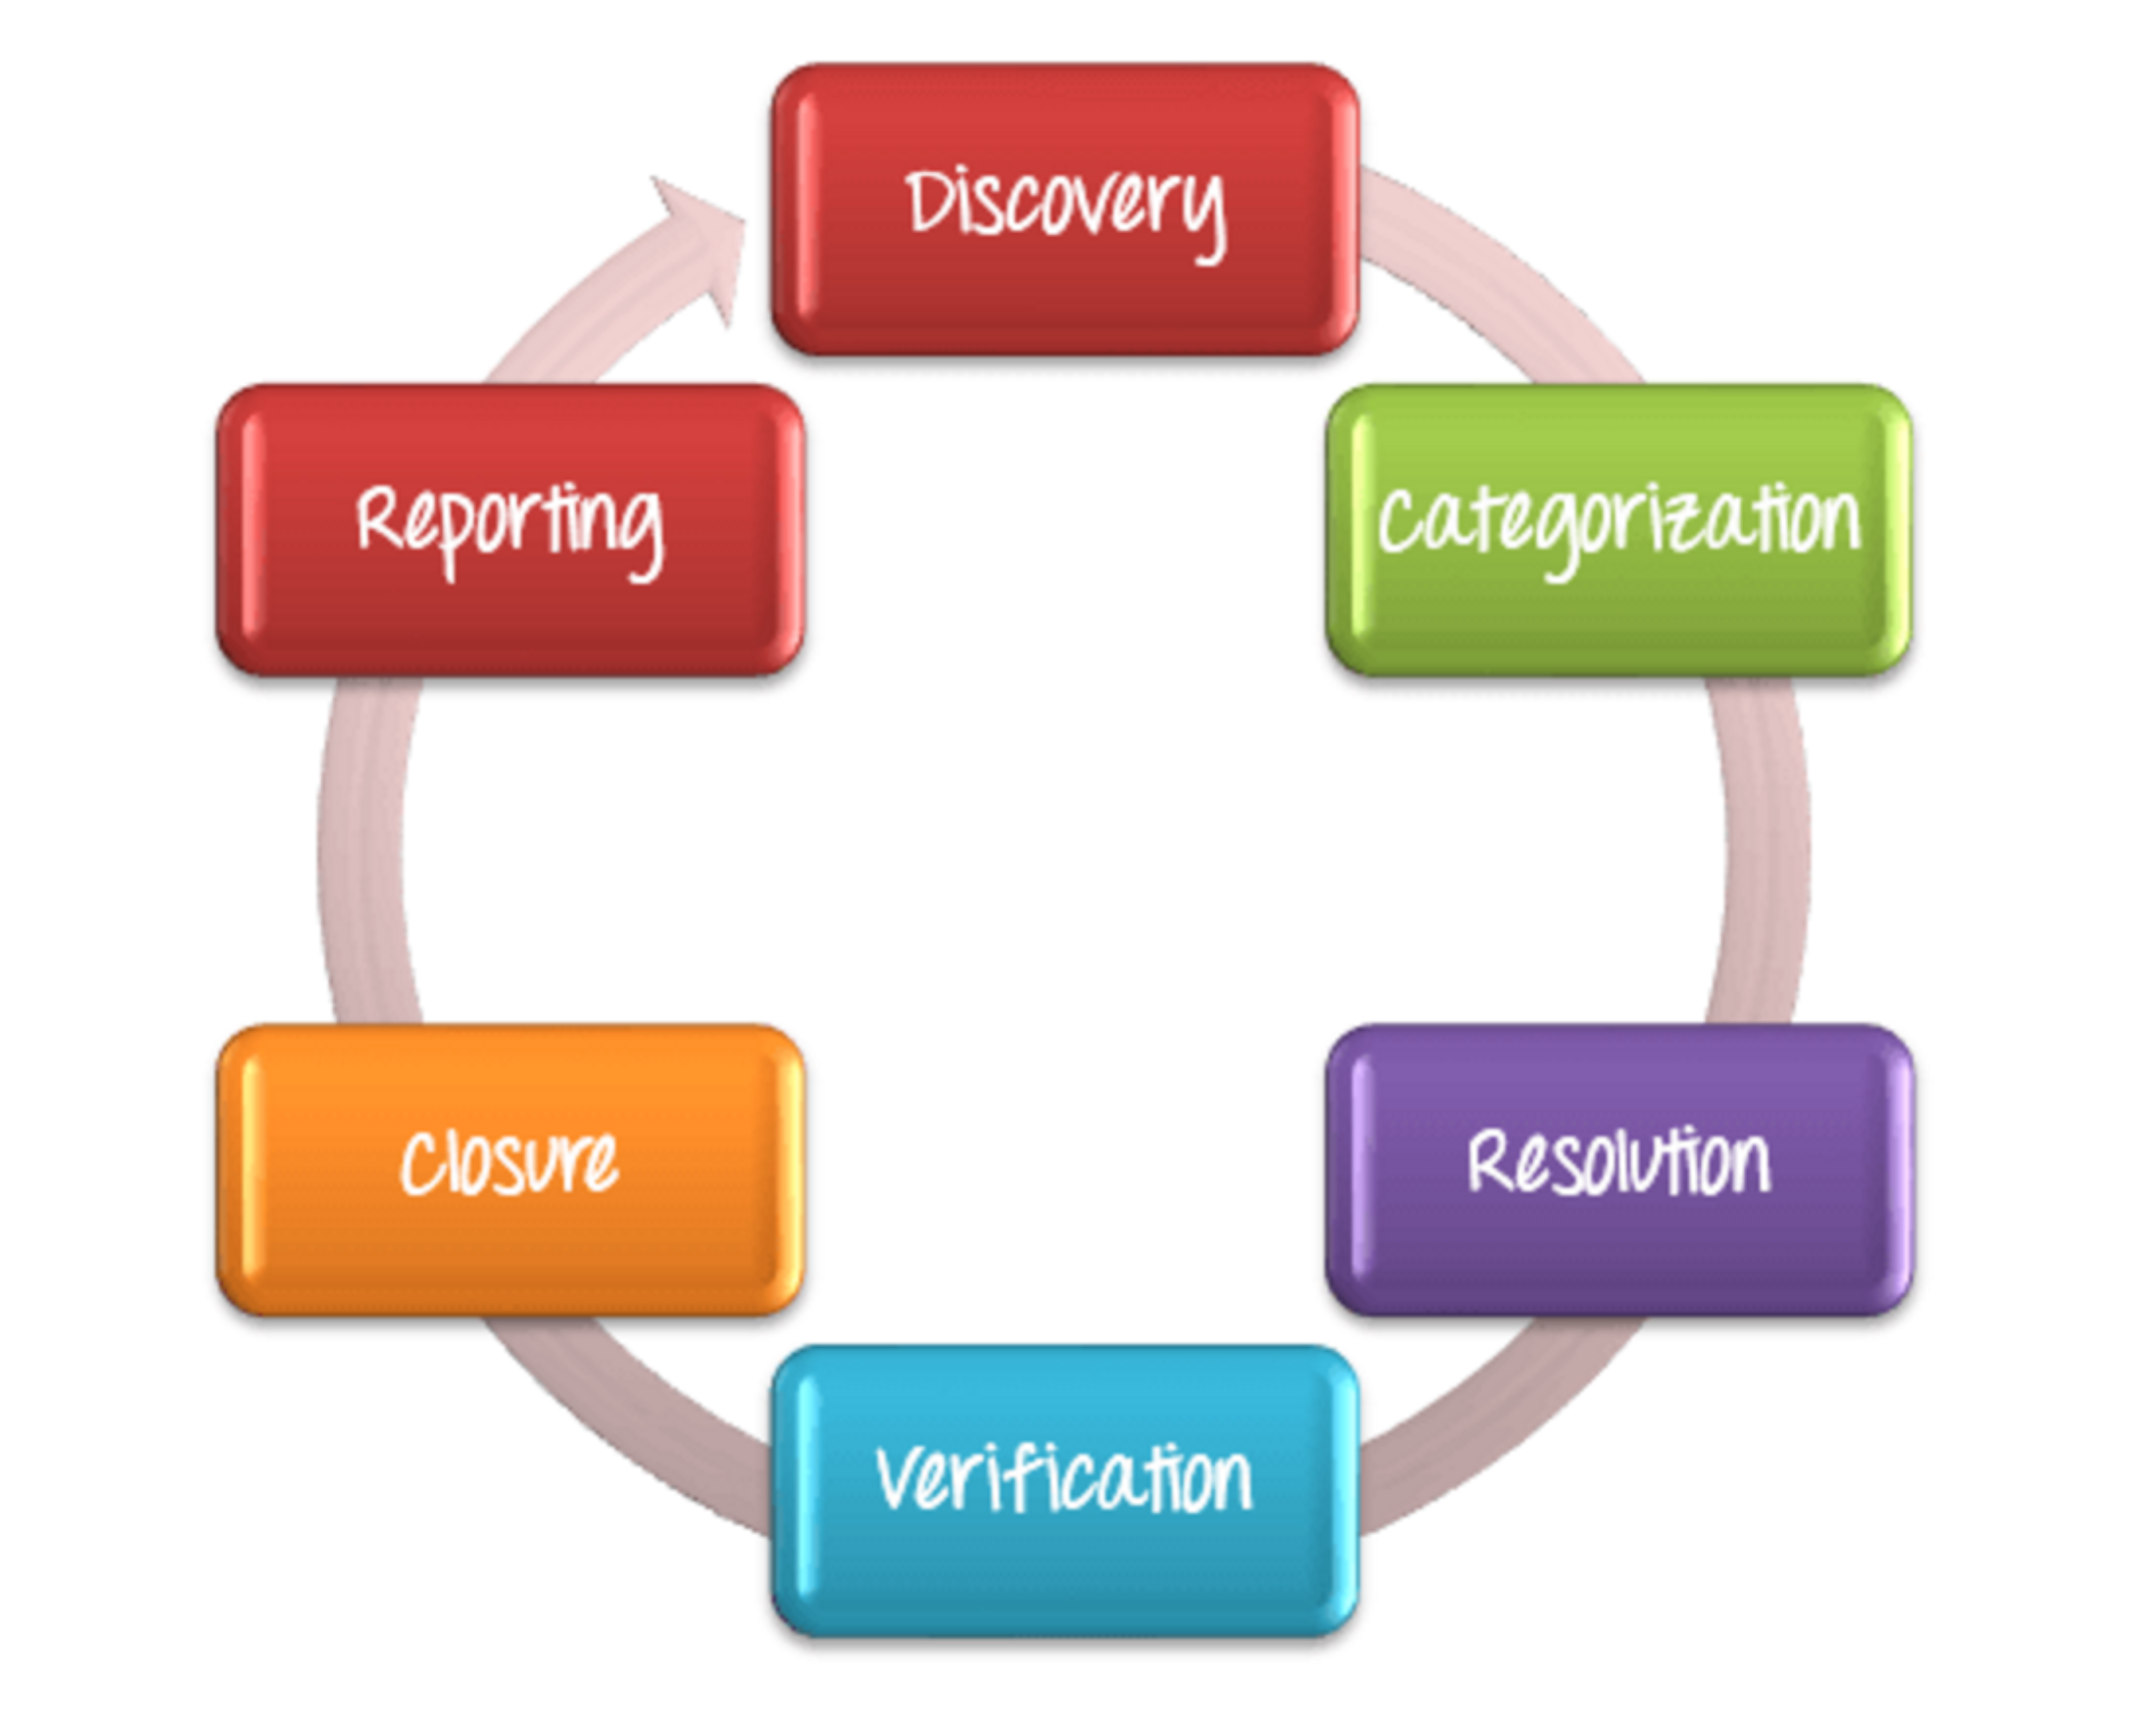 Discovery
Categorization
Resolution
Verification
Closure
Reporting